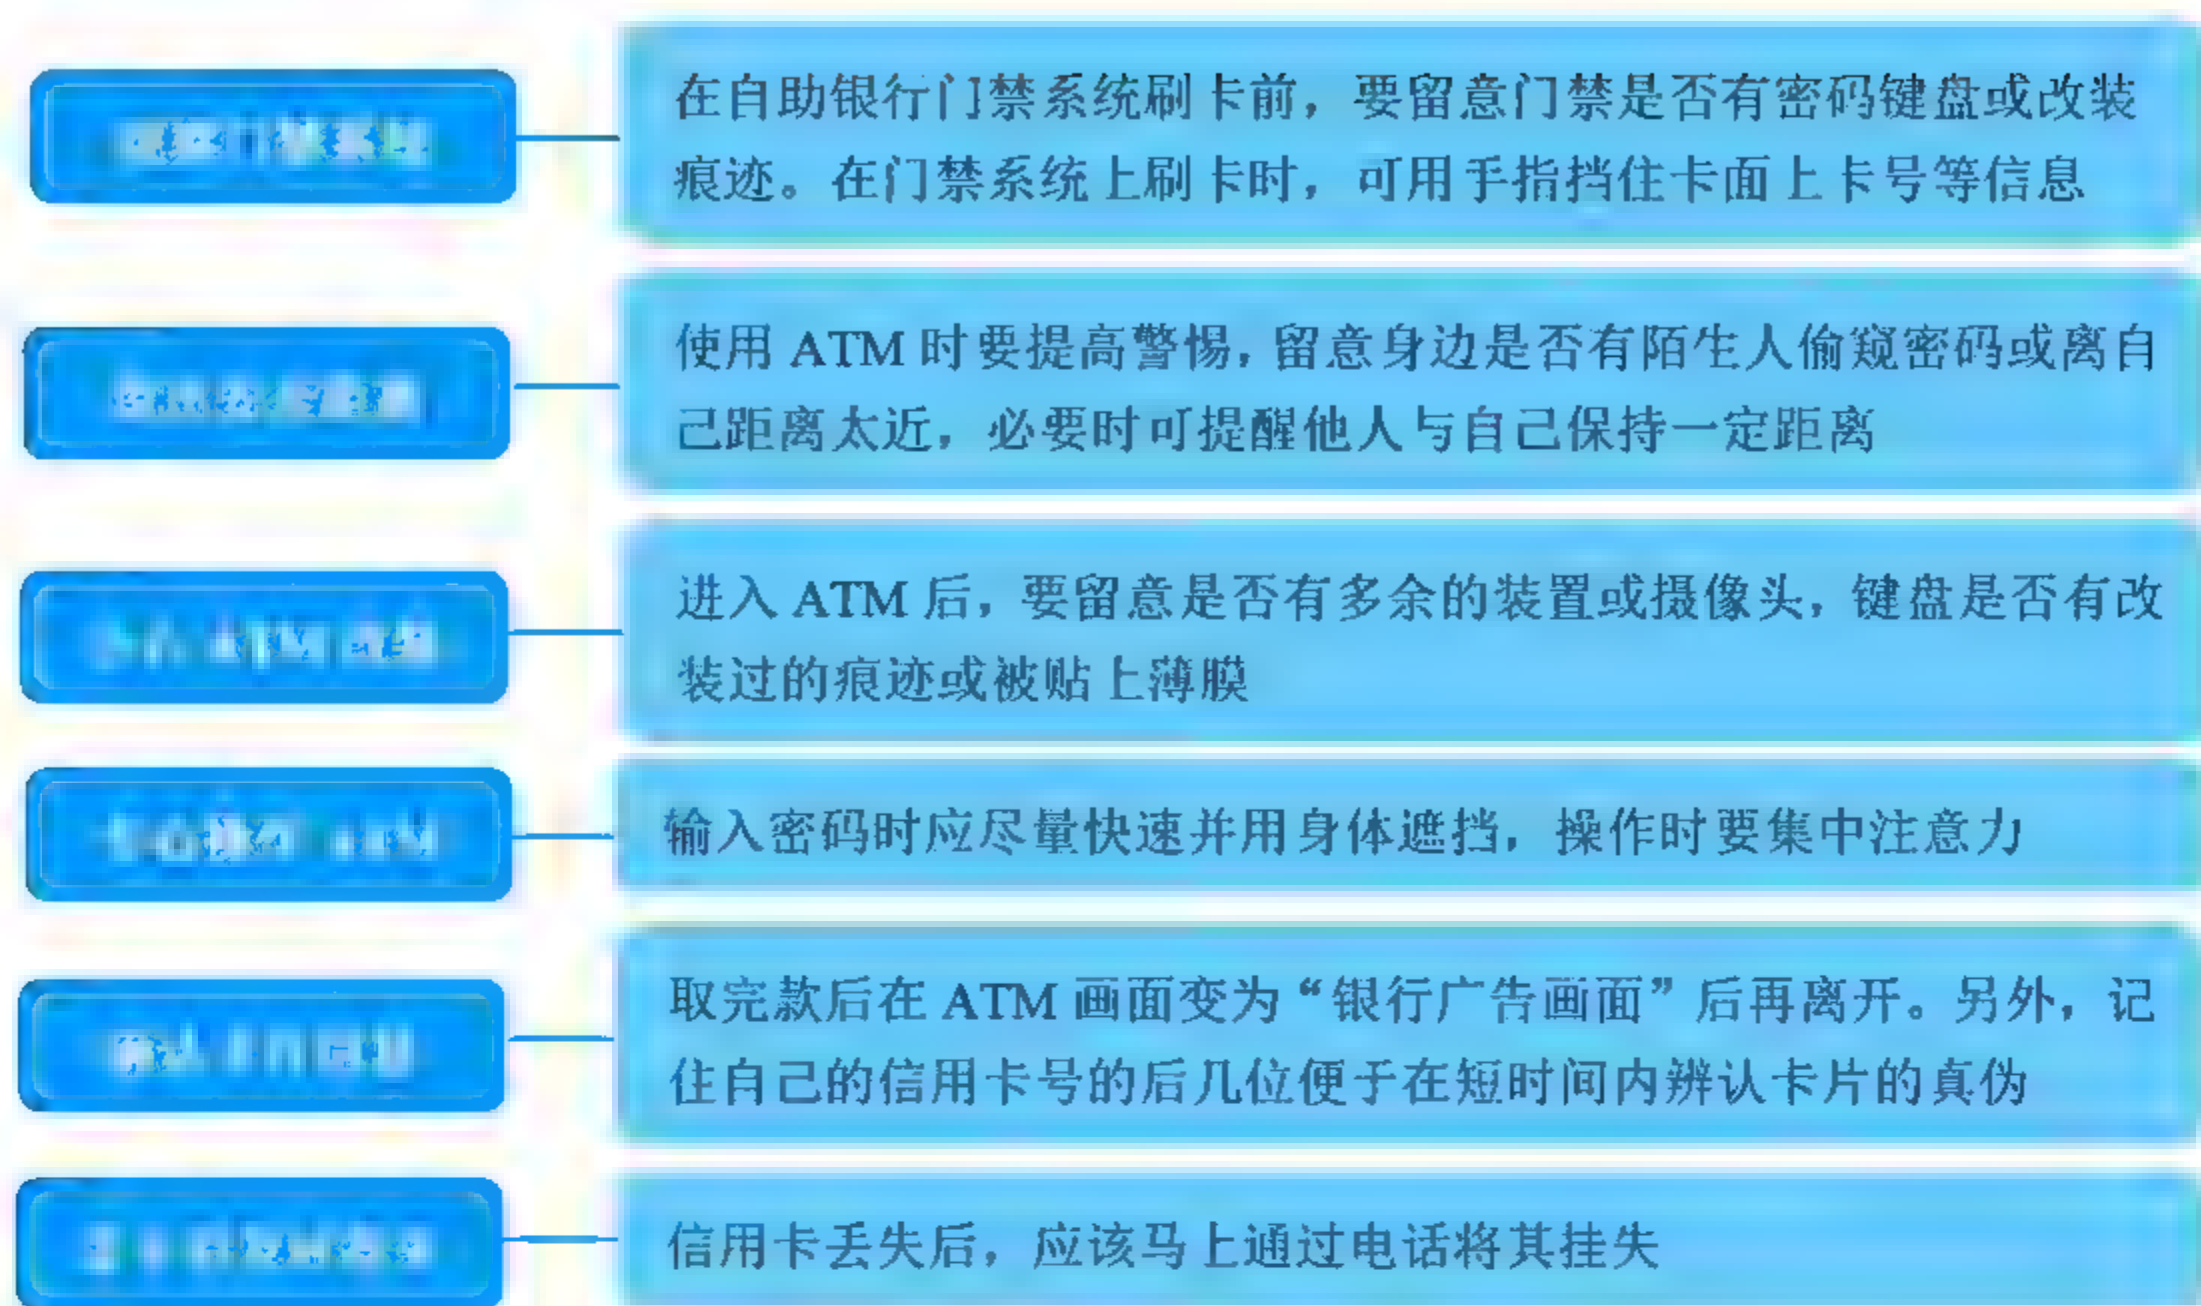 在自助银行门禁系统刷卡前，要留意门禁是否有密码键盘或改装
痕迹。在门禁系统上刷卡时，可用手指挡住卡面上卡号等信息
使用 ATM 时要提高警惕，留意身边是否有陌生人偷窥密码或离自
己距离太近，必要时可提醒他人与自己保持一定距离
进入 ATM 后，要留意是否有多余的装置或摄像头，键盘是否有改
装过的痕迹或被贴上薄膜
输入密码时应尽量快速并用身体遮挡，操作时要集中注意力
取完款后在 ATM 画面变为“银行广告画面”后再离开。另外，记
住自己的信用卡号的后几位便于在短时间内辨认卡片的真伪
信用卡丢失后，应该马上通过电话将其挂失